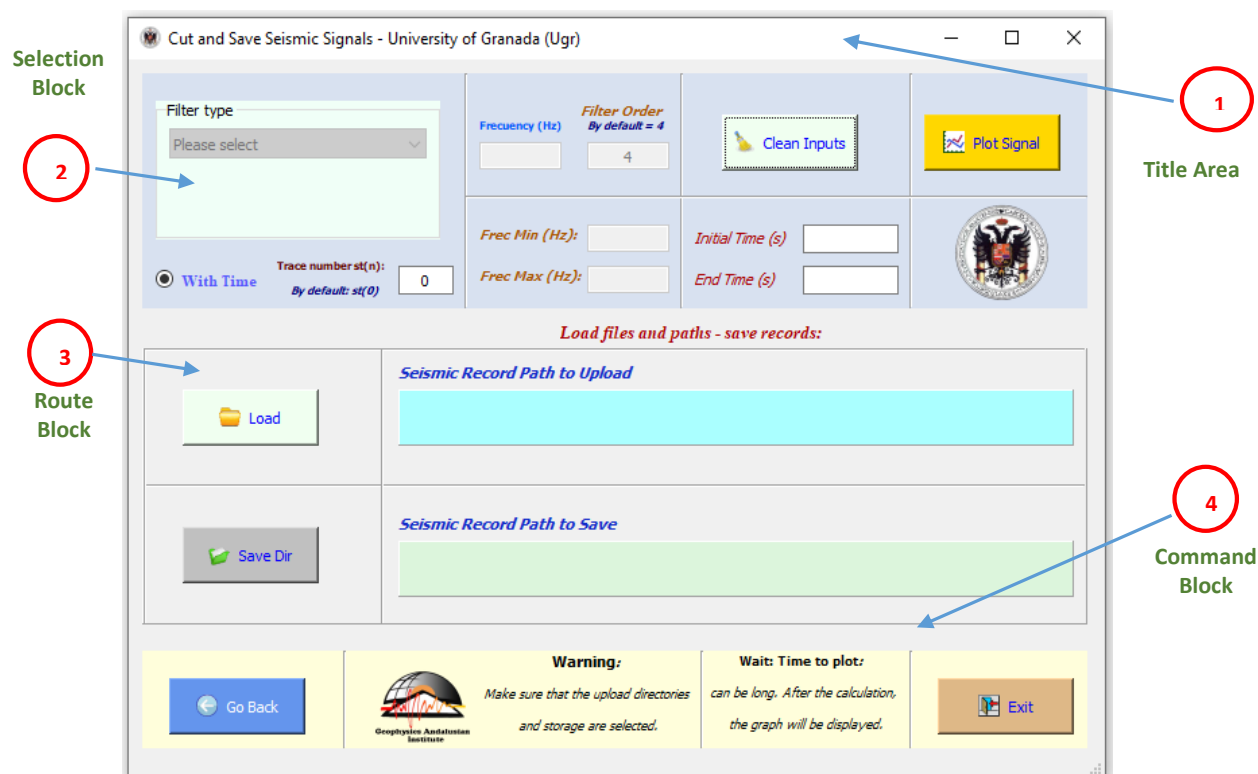 Cut and Save Seismic Signals - University of Granada (Ugr)
Selection
Block
1
Title Area
2
Filter type
Please select
Frecuency (Hz)
Filter Order
By default = 4
4
Clean Inputs
Plot Signal
With Time
Trace number st(n):
By default: st(0)
0
Frec Min (Hz):
Frec Max (Hz):
Initial Time (s)
End Time (s)
Load files and paths - save records:
3
Route
Block
Load
Seismic Record Path to Upload
Save Dir
Seismic Record Path to Save
4
Command
Block
Go Back
Geophysics Andalusian
Institute
Warning:
Make sure that the upload directories
and storage are selected.
Wait: Time to plot:
can be long. After the calculation,
the graph will be displayed.
Exit